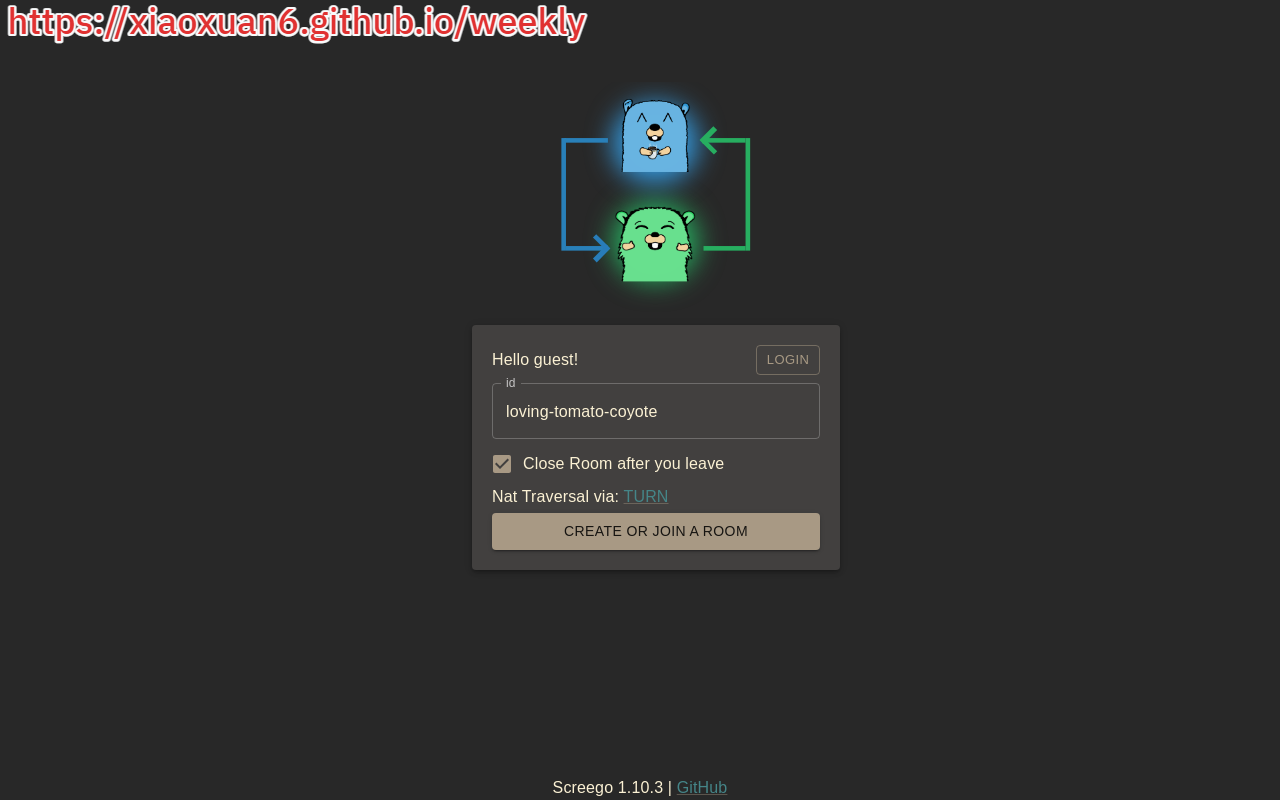 https://xiaoxuan6.github.io/weekly
Hello guest!
LOGIN
id
loving-tomato-coyote
Close Room after you leave
Nat Traversal via: TURN
CREATE OR JOIN A ROOM
Screego 1.10.3 | GitHub